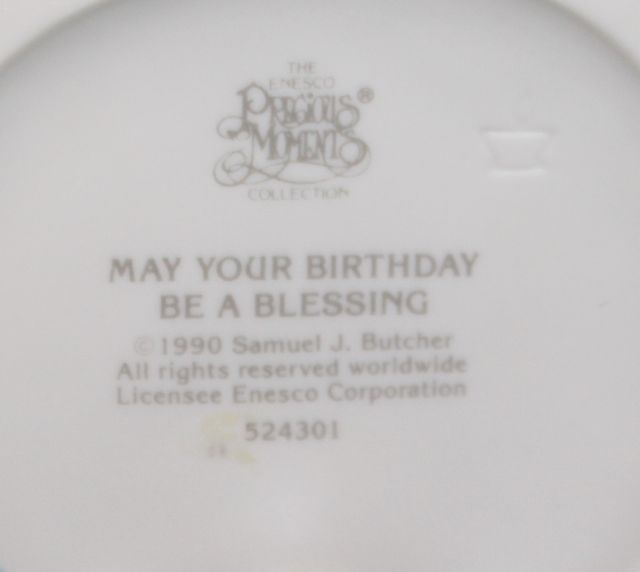 THE
ENESCO
PRECIOUS®
MOMENTS
COLLECTION
MAY YOUR BIRTHDAY
BE A BLESSING
©1990 Samuel J. Butcher
All rights reserved worldwide
Licensee Enesco Corporation
524301